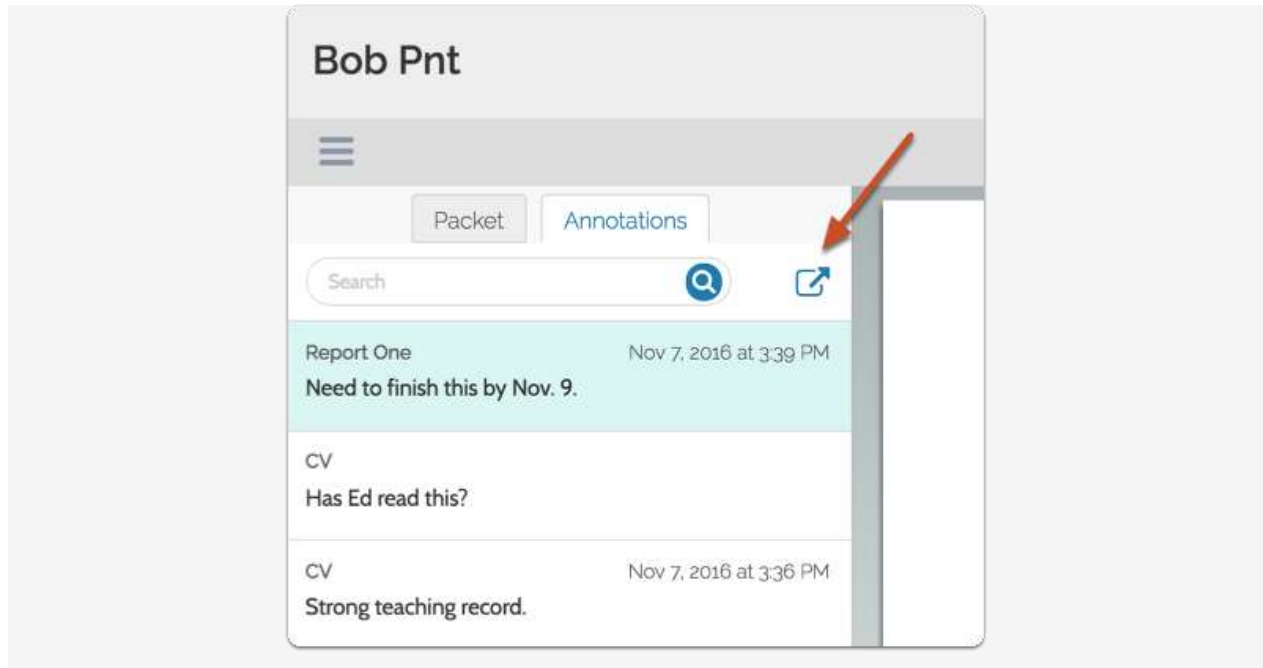 Bob Pnt
Packet Annotations
Search
Report One Nov 7, 2016 at 3:39 PM
Need to finish this by Nov. 9.
CV
Has Ed read this?
CV Nov 7, 2016 at 3:36 PM
Strong teaching record.